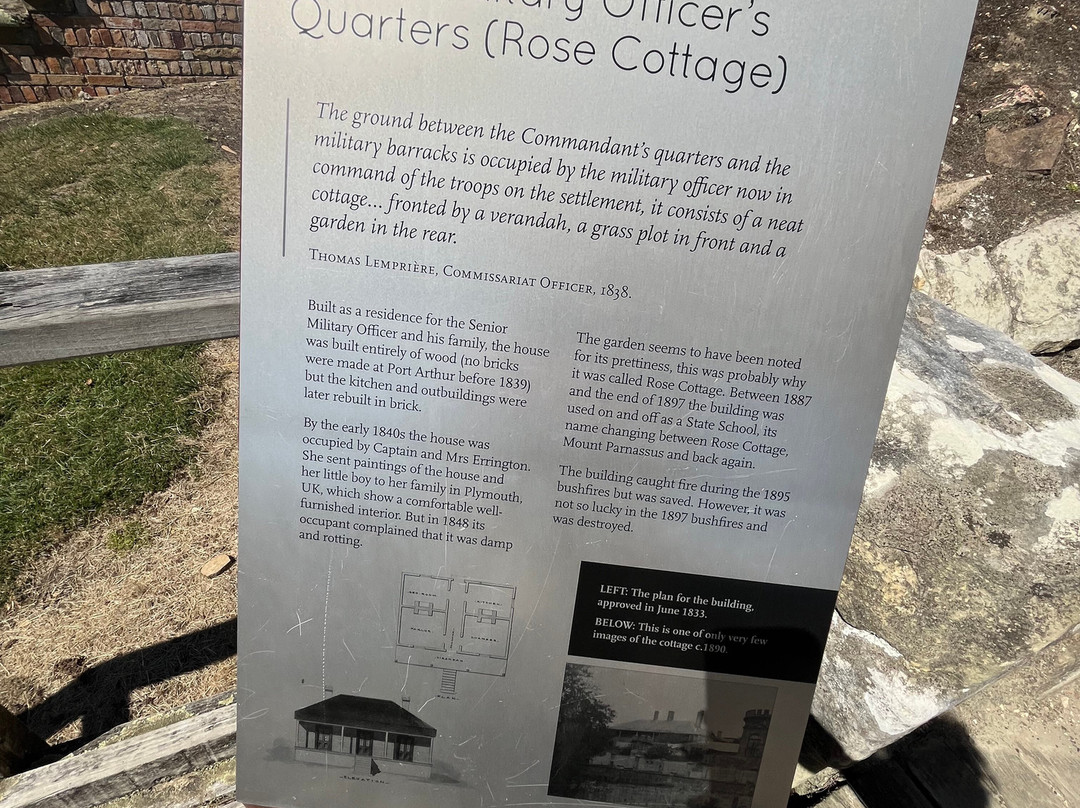 Officer's
Quarters (Rose Cottage)
The ground between the Commandant's quarters and the
military barracks is occupied by the military officer now in
command of the troops on the settlement, it consists of a neat
cottage... fronted by a verandah, a grass plot in front and a
garden in the rear.
Thomas Lemprière, Commissariat Officer, 1838.
Built as a residence for the Senior
Military Officer and his family, the house
was built entirely of wood (no bricks
were made at Port Arthur before 1839)
but the kitchen and outbuildings were
later rebuilt in brick.
By the early 1840s the house was
occupied by Captain and Mrs Errington.
She sent paintings of the house and
her little boy to her family in Plymouth,
UK, which show a comfortable well-
furnished interior. But in 1848 its
occupant complained that it was damp
and rotting.
The garden seems to have been noted
for its prettiness, this was probably why
it was called Rose Cottage. Between 1887
and the end of 1897 the building was
used on and off as a State School, its
name changing between Rose Cottage,
Mount Parnassus and back again.
The building caught fire during the 1895
bushfires but was saved. However, it was
not so lucky in the 1897 bushfires and
was destroyed.
LEFT: The plan for the building,
approved in June 1833.
BELOW: This is one of only very few
images of the cottage c.1890.